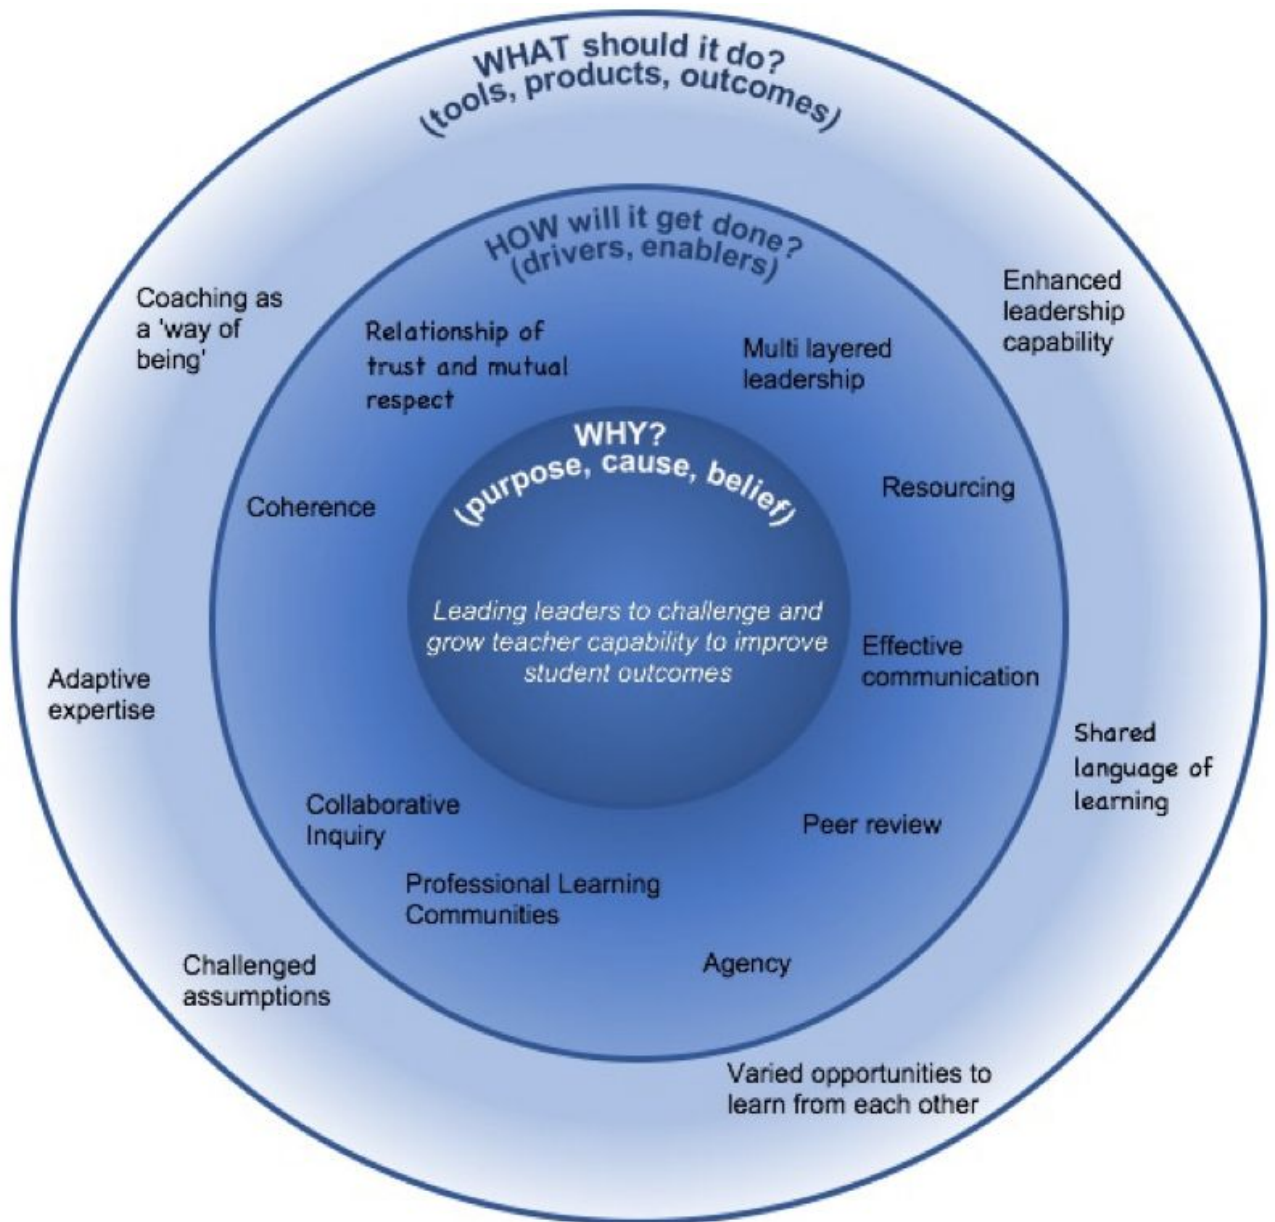 WHAT should it do?
(tools, products, outcomes)
HOW will it get done?
(drivers, enablers)
Coaching as
a 'way of
being'
Enhanced
leadership
capability
Relationship of
trust and mutual
respect
Multi layered
leadership
WHY?
(purpose, cause, belief)
Coherence
Resourcing
Leading leaders to challenge and
grow teacher capability to improve
student outcomes
Effective
communication
Adaptive
expertise
Shared
language of
learning
Collaborative
Inquiry
Peer review
Professional Learning
Communities
Agency
Challenged
assumptions
Varied opportunities to
learn from each other